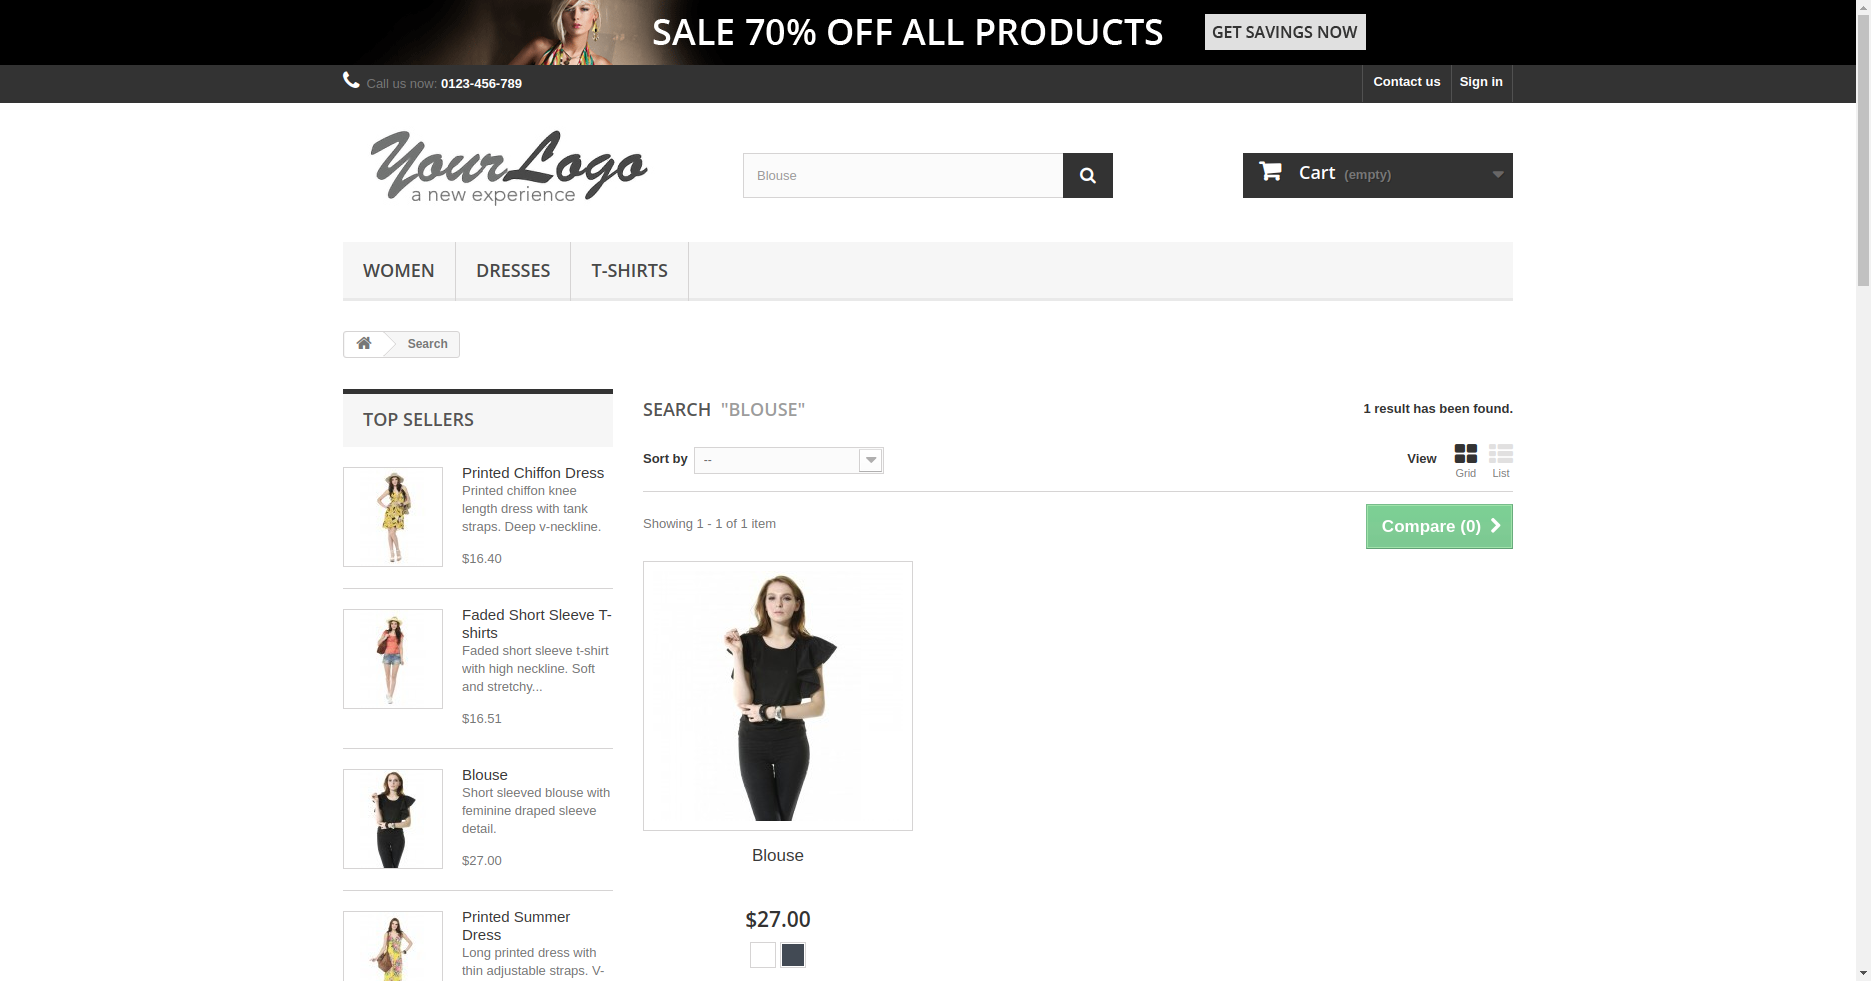 SALE 70% OFF ALL PRODUCTS
GET SAVINGS NOW
Call us now: 0123-456-789
Contact us
Sign in
YourLogo
a new experience
Blouse
Cart (empty)
WOMEN
DRESSES
T-SHIRTS
Search
TOP SELLERS
Printed Chiffon Dress
Printed chiffon knee
length dress with tank
straps. Deep v-neckline.
$16.40
Faded Short Sleeve T-
shirts
Faded short sleeve t-shirt
with high neckline. Soft
and stretchy...
$16.51
Blouse
Short sleeved blouse with
feminine draped sleeve
detail.
$27.00
Printed Summer
Dress
Long printed dress with
thin adjustable straps. V-
SEARCH "BLOUSE"
1 result has been found.
Sort by --
View
Grid
List
Showing 1 - 1 of 1 item
Compare (0)
Blouse
$27.00